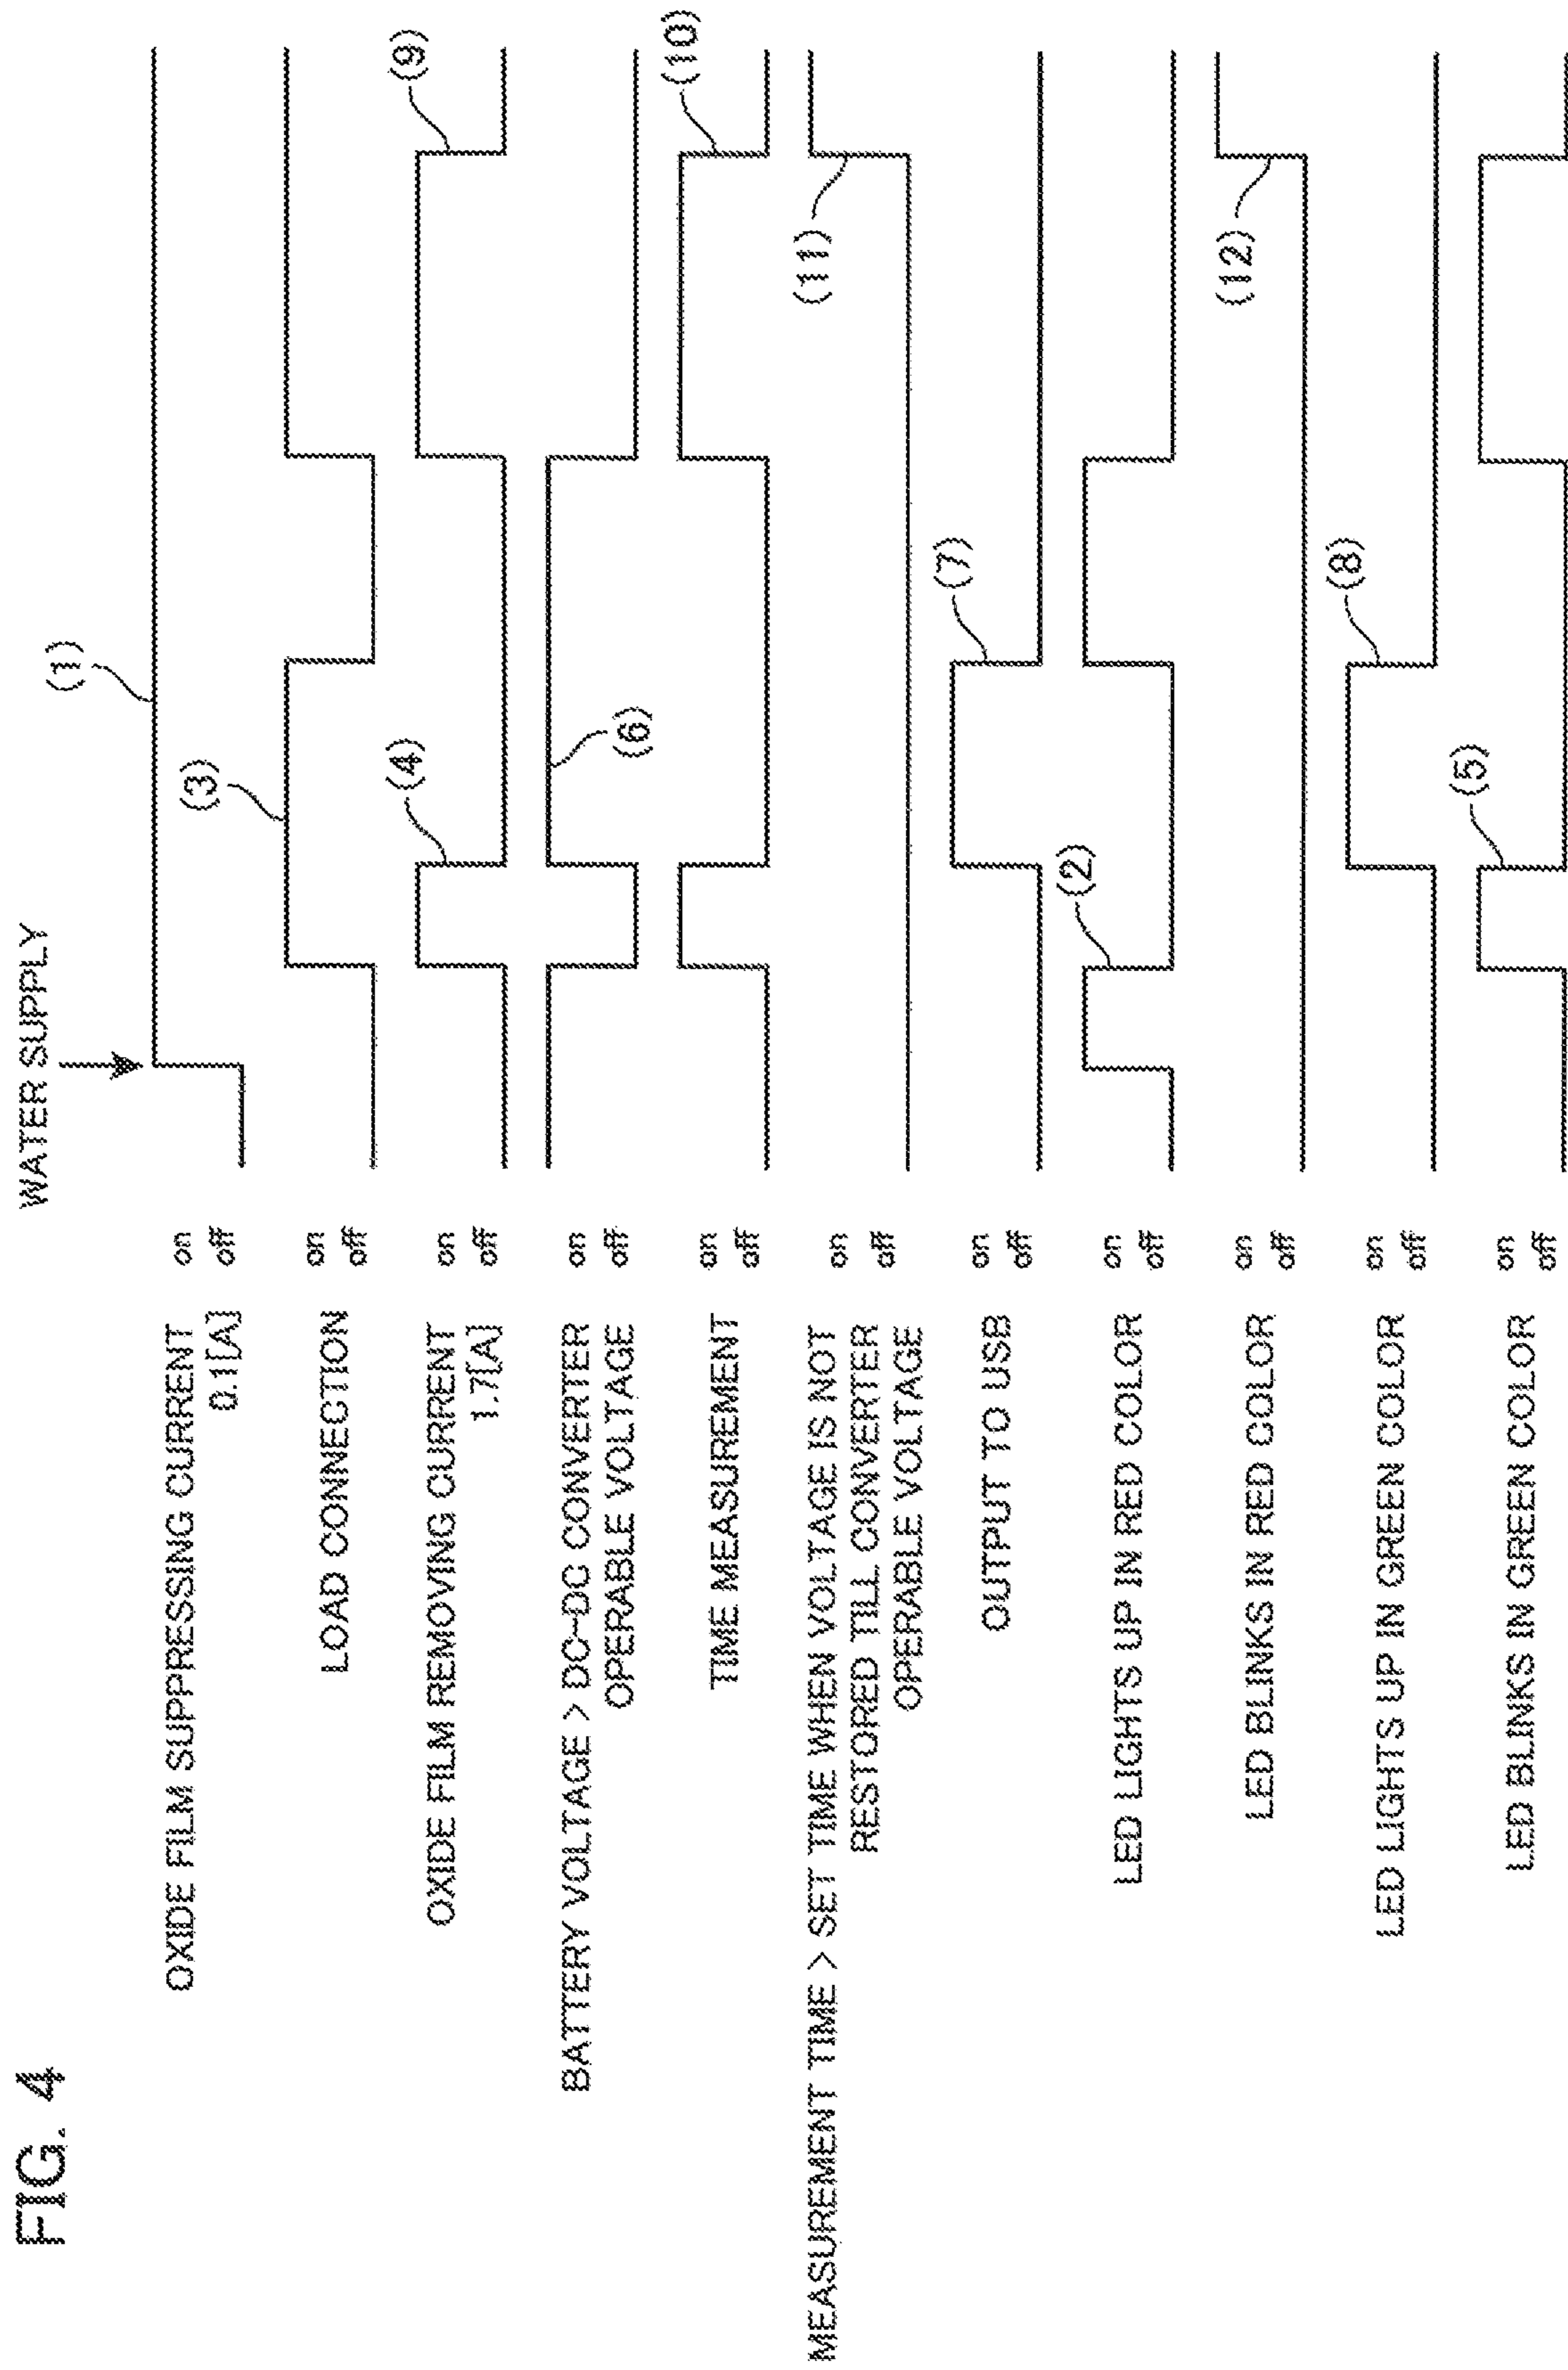 FIG. 4
WATER SUPPLY
OXIDE FILM SUPPRESSING CURRENT
0.1[A]
on
off
(1)
LOAD CONNECTION
on
off
(3)
OXIDE FILM REMOVING CURRENT
1.7[A]
on
off
(4)
(9)
BATTERY VOLTAGE > DC-DC CONVERTER
OPERABLE VOLTAGE
on
off
(6)
TIME MEASUREMENT
on
off
(10)
MEASUREMENT TIME > SET TIME WHEN VOLTAGE IS NOT
RESTORED TILL CONVERTER
OPERABLE VOLTAGE
on
off
(11)
OUTPUT TO USB
on
off
(7)
LED LIGHTS UP IN RED COLOR
on
off
(2)
LED BLINKS IN RED COLOR
on
off
(12)
LED LIGHTS UP IN GREEN COLOR
on
off
(8)
LED BLINKS IN GREEN COLOR
on
off
(5)